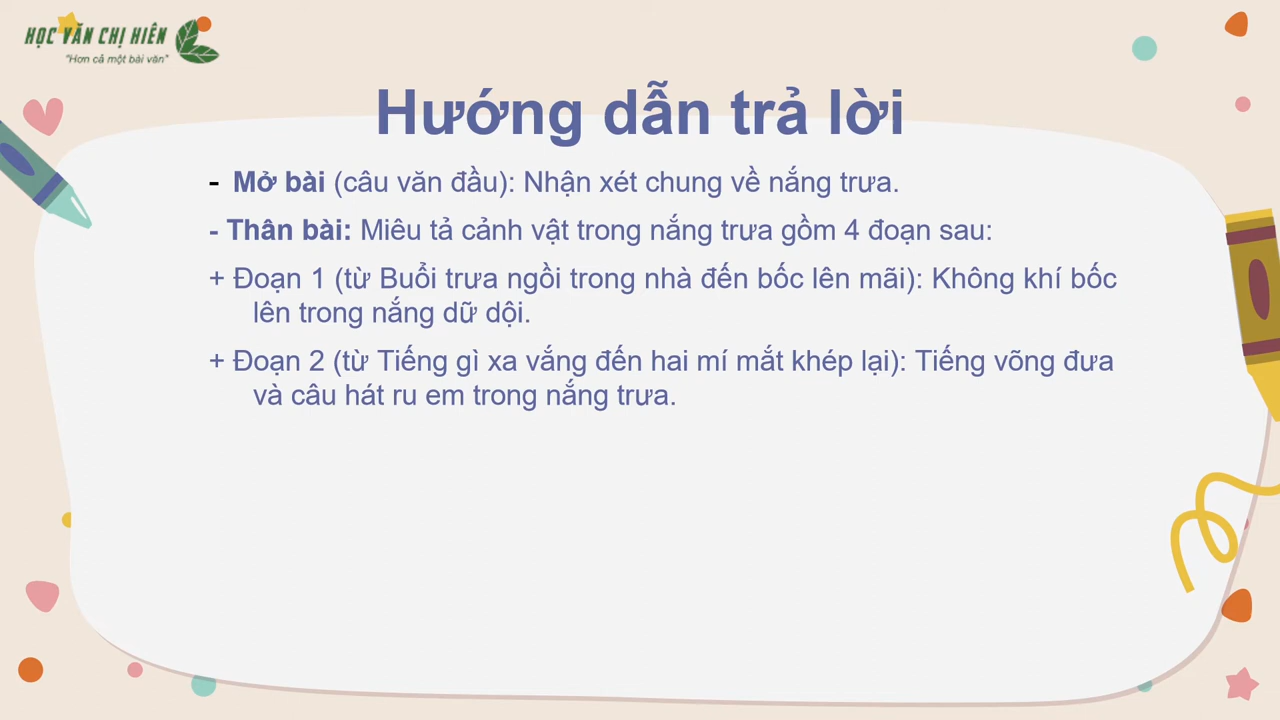 HỌC VĂN CHỊ HIÊN
"Hơn cả một bài văn"
Hướng dẫn trả lời
- Mở bài (câu văn đầu): Nhận xét chung về nắng trưa.
- Thân bài: Miêu tả cảnh vật trong nắng trưa gồm 4 đoạn sau:
+ Đoạn 1 (từ Buổi trưa ngồi trong nhà đến bốc lên mãi): Không khí bốc
lên trong nắng dữ dội.
+ Đoạn 2 (từ Tiếng gì xa vắng đến hai mí mắt khép lại): Tiếng võng đưa
và câu hát ru em trong nắng trưa.